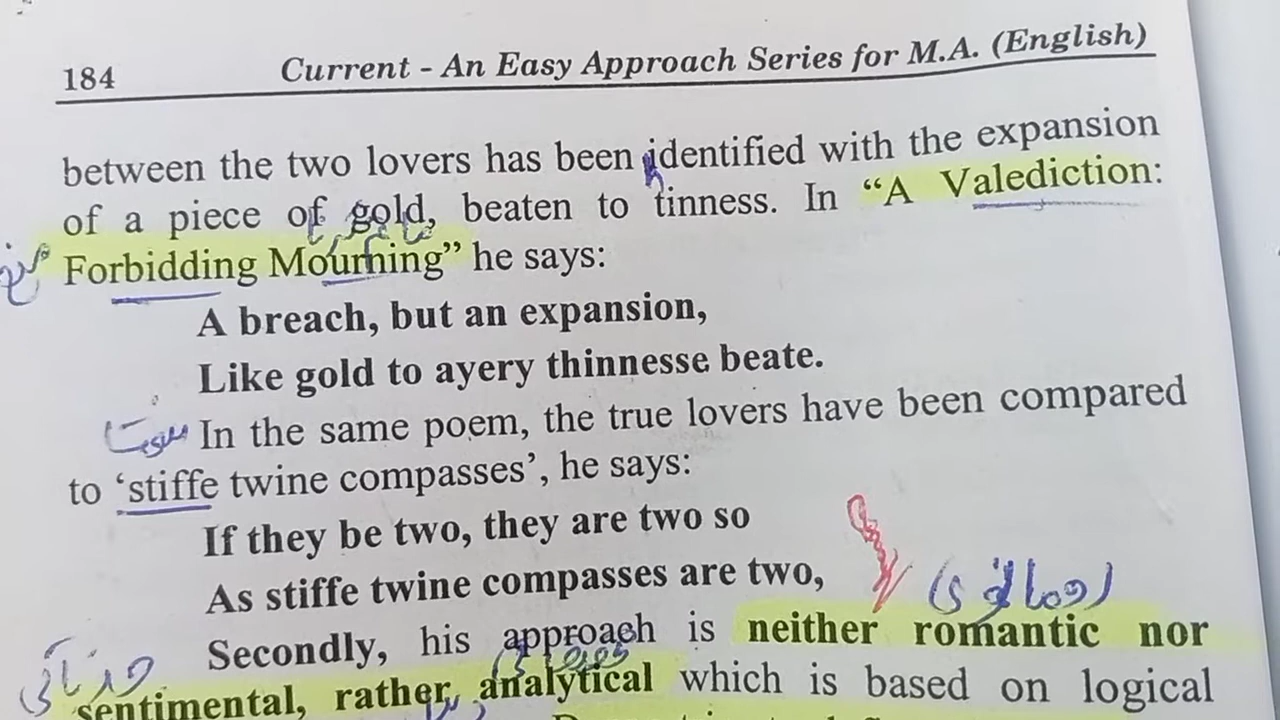 184 Current - An Easy Approach Series for M.A. (English)
between the two lovers has been identified with the expansion
of a piece of gold, beaten to tinness. In “A Valediction:
Forbidding Mourning” he says:
A breach, but an expansion,
Like gold to ayery thinnesse beate.
In the same poem, the true lovers have been compared
to ‘stiffe twine compasses’, he says:
If they be two, they are two so
As stiffe twine compasses are two,
Secondly, his approach is neither romantic nor
sentimental, rather, analytical which is based on logical